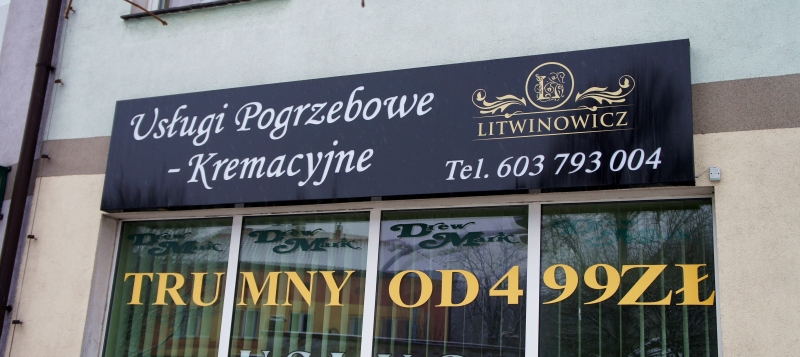 Usługi Pogrzebowe
- Kremacyjne
LITWINOWICZ
Tel. 603 793 004
Drew Mark Drew Mark Drew Mark
TRUMNY OD 499ZŁ